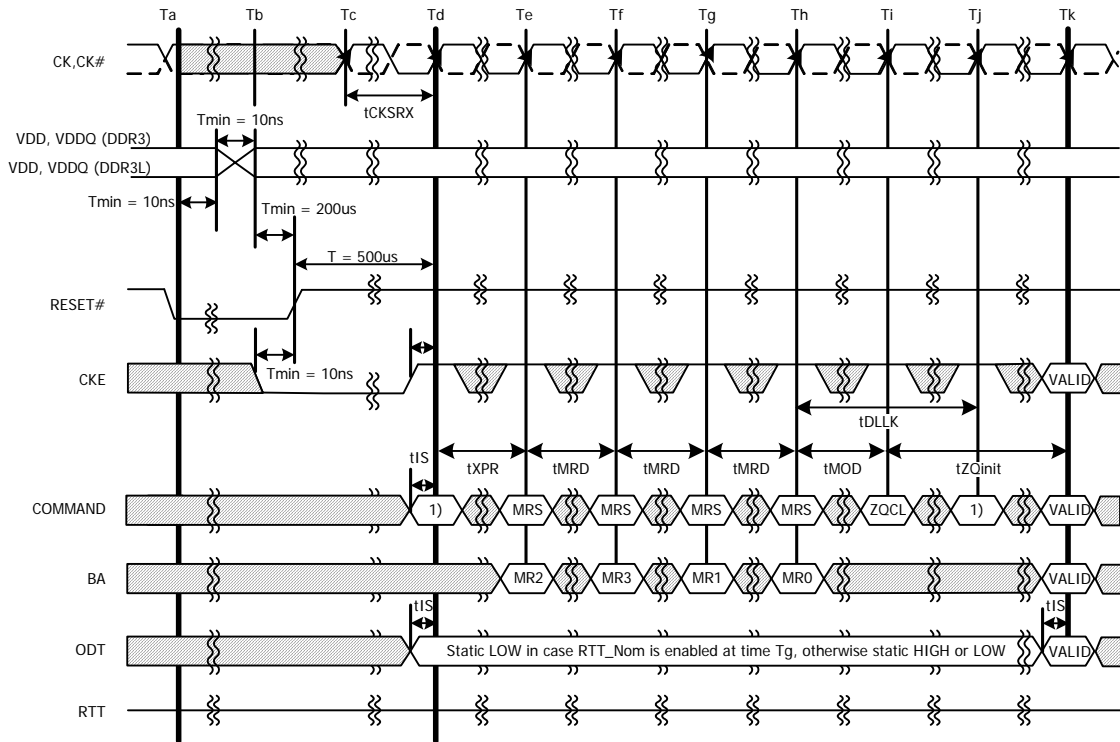 Ta Tb Tc Td Te Tf Tg Th Ti Tj Tk
CK,CK#
tCKSRX
Tmin = 10ns
VDD, VDDQ (DDR3)
VDD, VDDQ (DDR3L)
Tmin = 10ns
Tmin = 200us
T = 500us
RESET#
Tmin = 10ns
CKE
VALID
tDLLK
tIS
tXPR tMRD tMRD tMRD tMOD tZQinit
COMMAND 1) MRS MRS MRS MRS ZQCL 1) VALID
BA MR2 MR3 MR1 MR0 VALID
tIS tIS
ODT Static LOW in case RTT_Nom is enabled at time Tg, otherwise static HIGH or LOW VALID
RTT